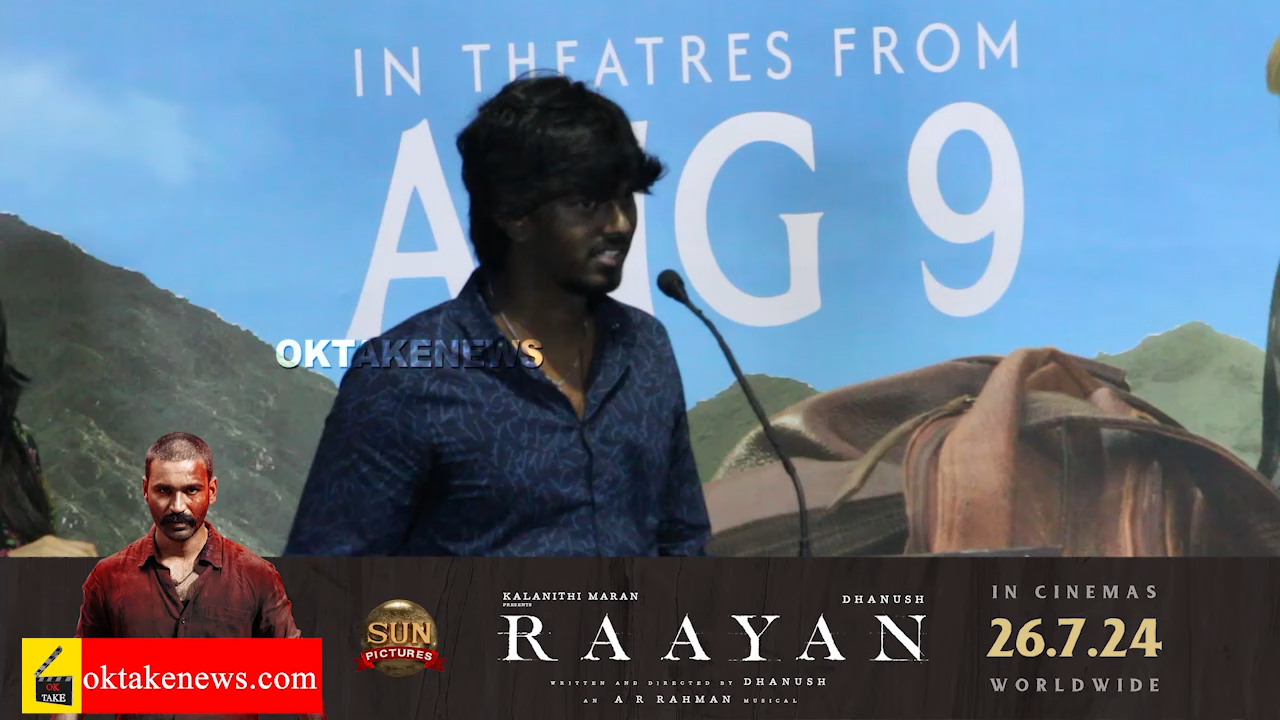 IN THEATRES FROM
AUG 9
OKTAKENEWS
KALANITHI MARAN
PRESENTS
DHANUSH
RAAYAN
WRITTEN AND DIRECTED BY DHANUSH
AN A R RAHMAN MUSICAL
SUN
PICTURES
IN CINEMAS
26.7.24
WORLDWIDE
OK
TAKE
oktakenews.com